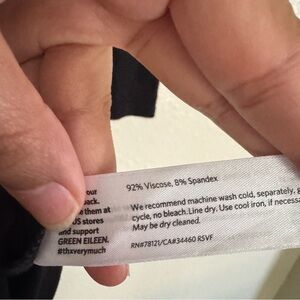 our
back.
e them at
US stores
and support
GREEN EILEEN.
#thxverymuch
92% Viscose, 8% Spandex
We recommend machine wash cold, separately, g
cycle, no bleach. Line dry. Use cool iron, if necessa
May be dry cleaned.
RN#78121/CA#34460 RSVF